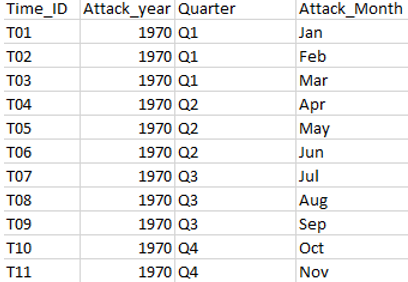 Time_ID Attack_year Quarter Attack_Month
T01 1970 Q1 Jan
T02 1970 Q1 Feb
T03 1970 Q1 Mar
T04 1970 Q2 Apr
T05 1970 Q2 May
T06 1970 Q2 Jun
T07 1970 Q3 Jul
T08 1970 Q3 Aug
T09 1970 Q3 Sep
T10 1970 Q4 Oct
T11 1970 Q4 Nov